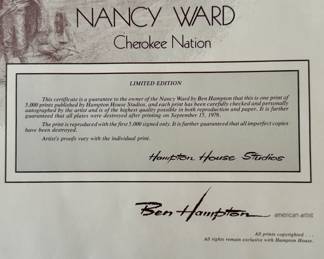 NANCY WARD
Cherokee Nation
LIMITED EDITION
This certificate is a guarantee to the owner of the Nancy Ward by Ben Hampton that this is one print of
5,000 prints published by Hampton House Studios, and each print has been carefully checked and personally
autographed by the artist and is of the highest quality possible in both reproduction and paper. It is further
guaranteed that all plates were destroyed after printing on September 15, 1976.
The print is reproduced with the first 5,000 signed only. It is further guaranteed that all imperfect copies
have been destroyed.
Artist's proofs vary with the individual print.
Hampton House Studios
Ben Hampton american artist
All prints copyrighted . . .
All rights remain exclusive with Hampton House.